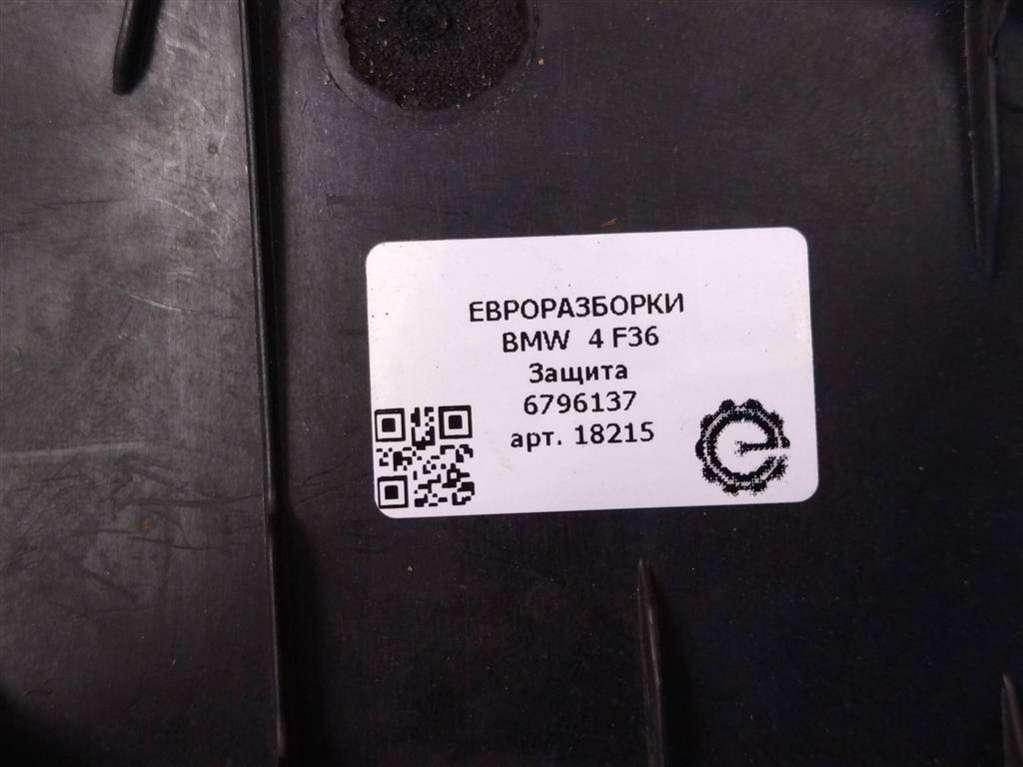 ЕВРОРАЗБОРКИ
BMW 4 F36
Защита
6796137
арт. 18215